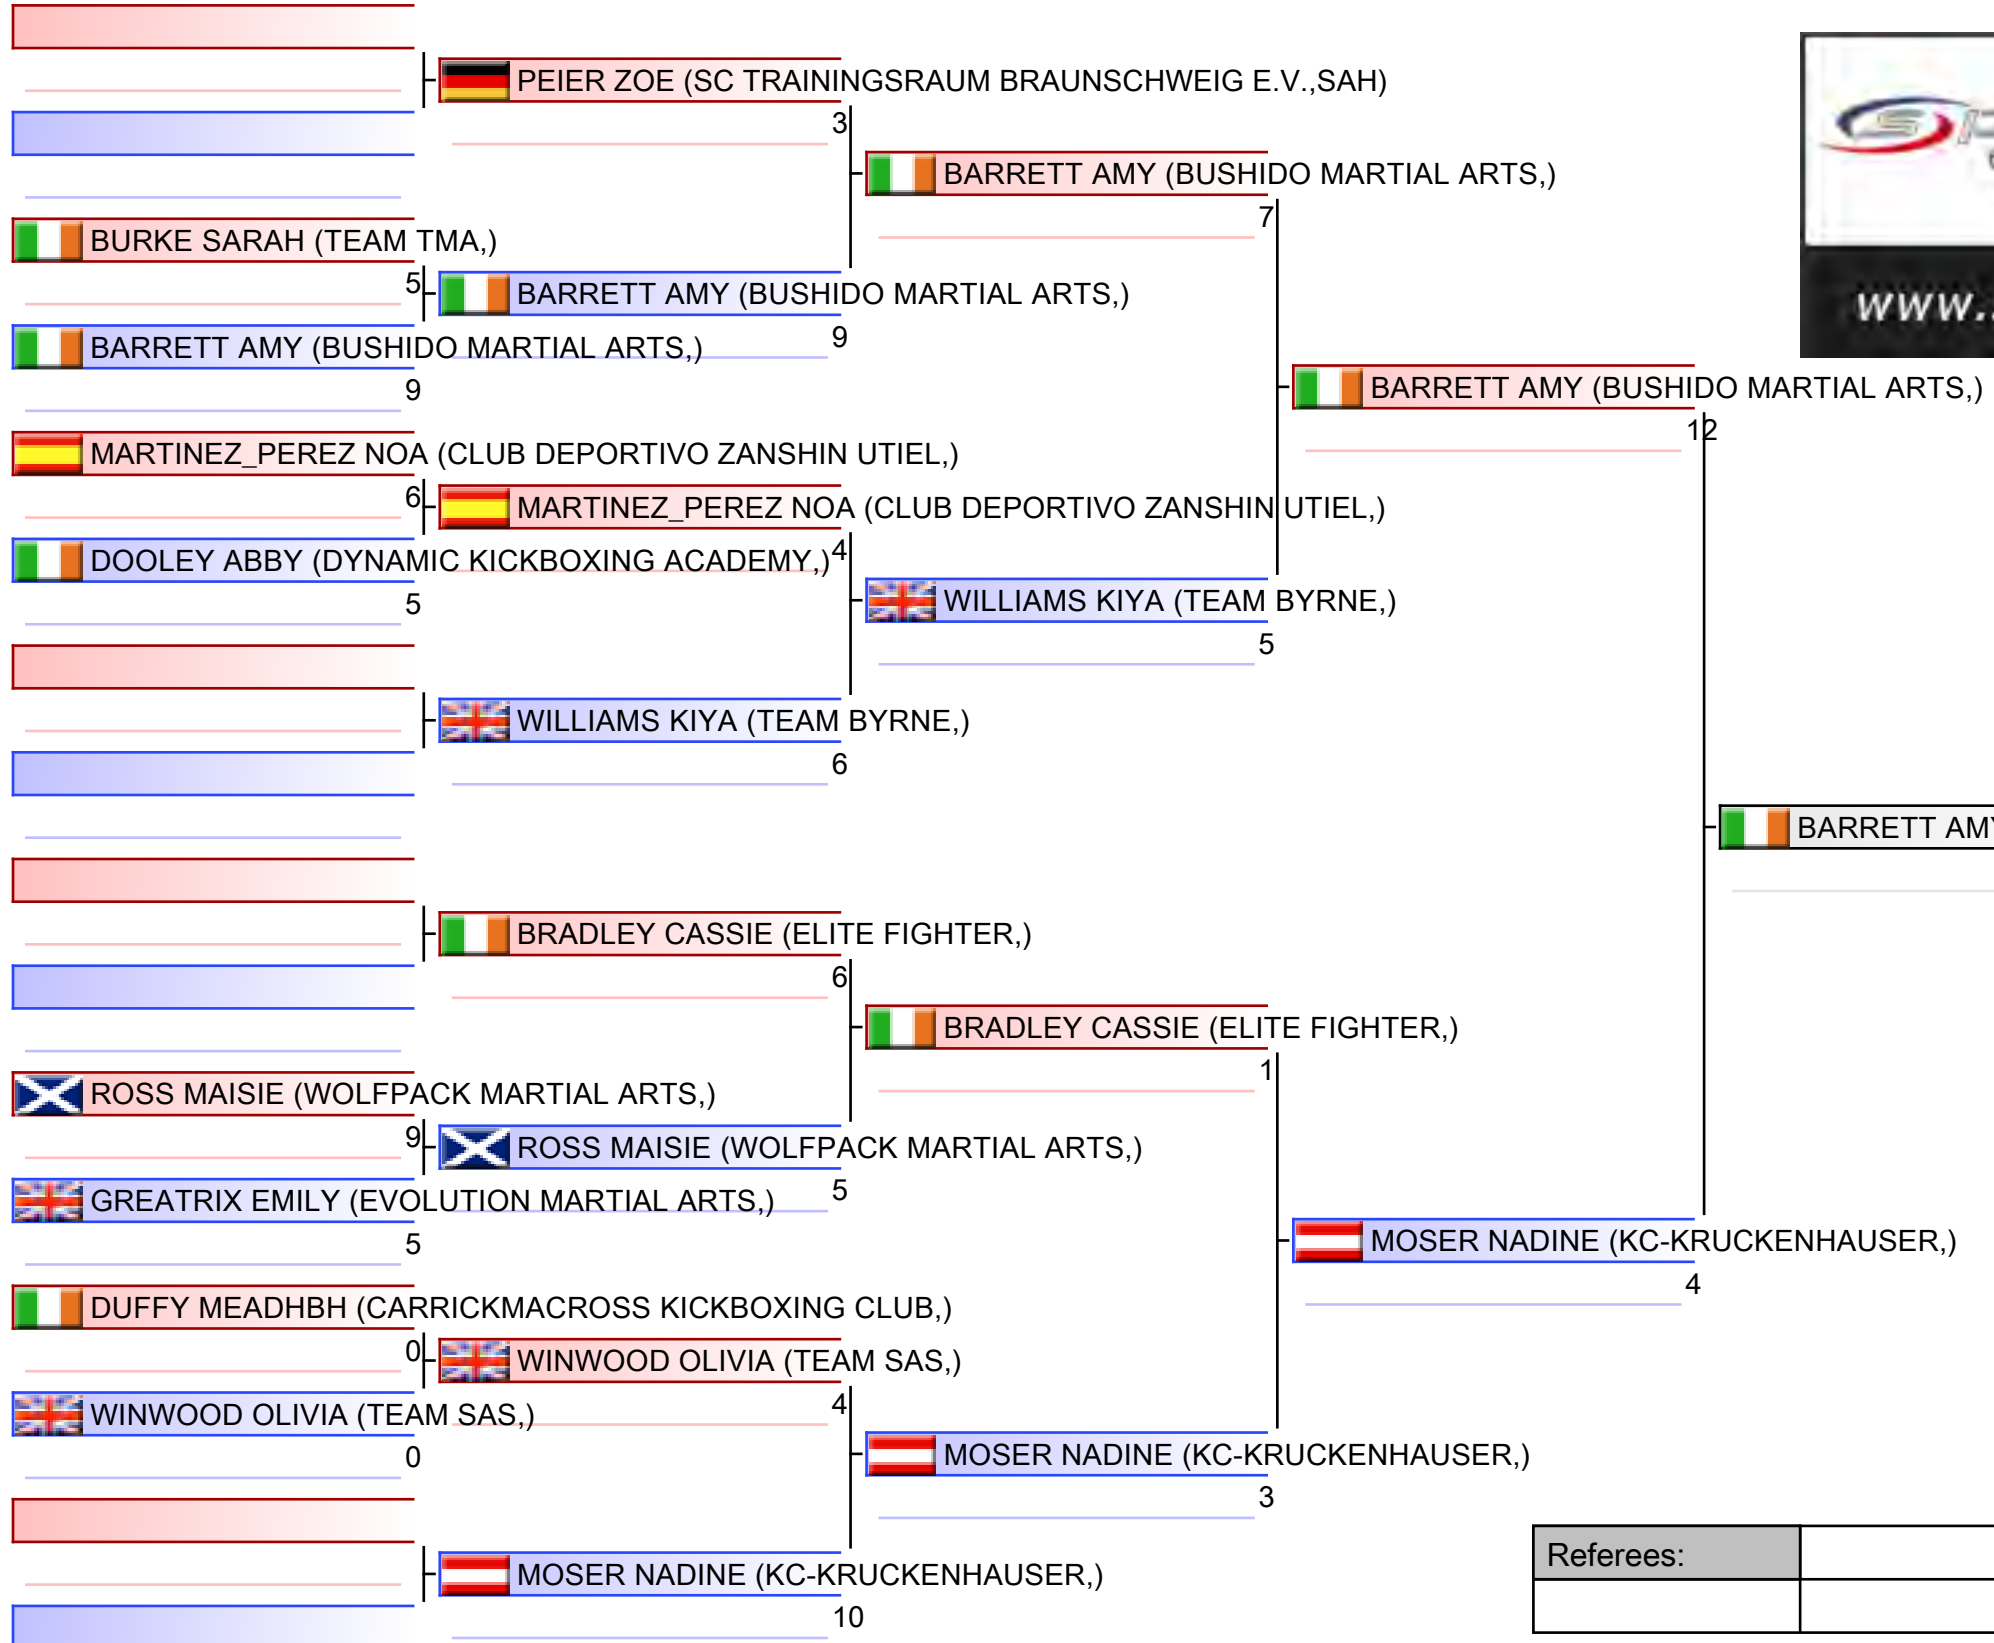 PEIER ZOE (SC TRAININGSRAUM BRAUNSCHWEIG E.V.,SAH)
3
BARRETT AMY (BUSHIDO MARTIAL ARTS,)
7
BURKE SARAH (TEAM TMA,)
5
BARRETT AMY (BUSHIDO MARTIAL ARTS,)
9
BARRETT AMY (BUSHIDO MARTIAL ARTS,)
9
WWW.
BARRETT AMY (BUSHIDO MARTIAL ARTS,)
12
MARTINEZ_PEREZ NOA (CLUB DEPORTIVO ZANSHIN UTIEL,)
6
MARTINEZ_PEREZ NOA (CLUB DEPORTIVO ZANSHIN UTIEL,)
4
DOOLEY ABBY (DYNAMIC KICKBOXING ACADEMY,)
5
WILLIAMS KIYA (TEAM BYRNE,)
5
WILLIAMS KIYA (TEAM BYRNE,)
6
BARRETT AMY
BRADLEY CASSIE (ELITE FIGHTER,)
6
BRADLEY CASSIE (ELITE FIGHTER,)
1
ROSS MAISIE (WOLFPACK MARTIAL ARTS,)
9
ROSS MAISIE (WOLFPACK MARTIAL ARTS,)
5
GREATRIX EMILY (EVOLUTION MARTIAL ARTS,)
5
MOSER NADINE (KC-KRUCKENHAUSER,)
4
DUFFY MEADHBH (CARRICKMACROSS KICKBOXING CLUB,)
0
WINWOOD OLIVIA (TEAM SAS,)
4
WINWOOD OLIVIA (TEAM SAS,)
0
MOSER NADINE (KC-KRUCKENHAUSER,)
3
MOSER NADINE (KC-KRUCKENHAUSER,)
10
Referees: